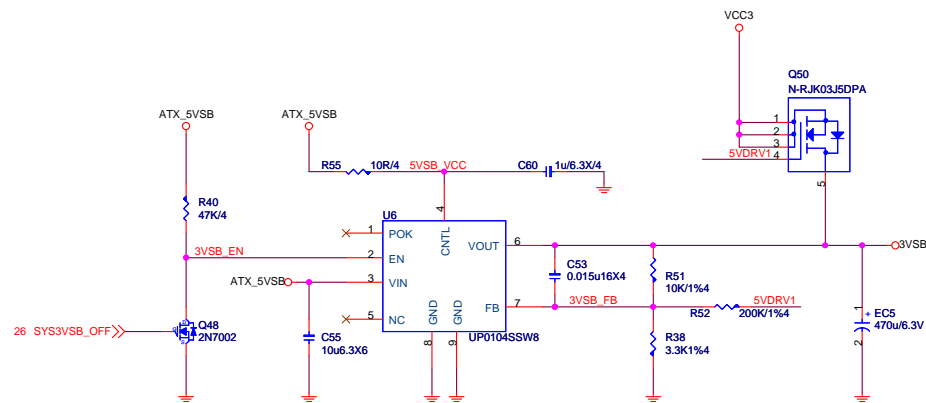 VCC3
Q50
N-RJK03J5DPA
1
2
3
5VDRV1
4
5
ATX_5VSB
ATX_5VSB
R55
10R/4
5VSB_VCC
C60
1u/6.3X/4
R40
47K/4
4
U6
1
POK
CNTL
VOUT
6
3VSB
3VSB_EN
2
EN
ATX_5VSB
3
VIN
C53
0.015u16X4
R51
10K/1%4
FB
7
3VSB_FB
R52
200K/1%4
5VDRV1
5
NC
GND
GND
UP0104SSW8
8
9
26 SYS3VSB_OFF
Q48
2N7002
C55
10u6.3X6
R38
3.3K1%4
1
+
EC5
470u/6.3V
2